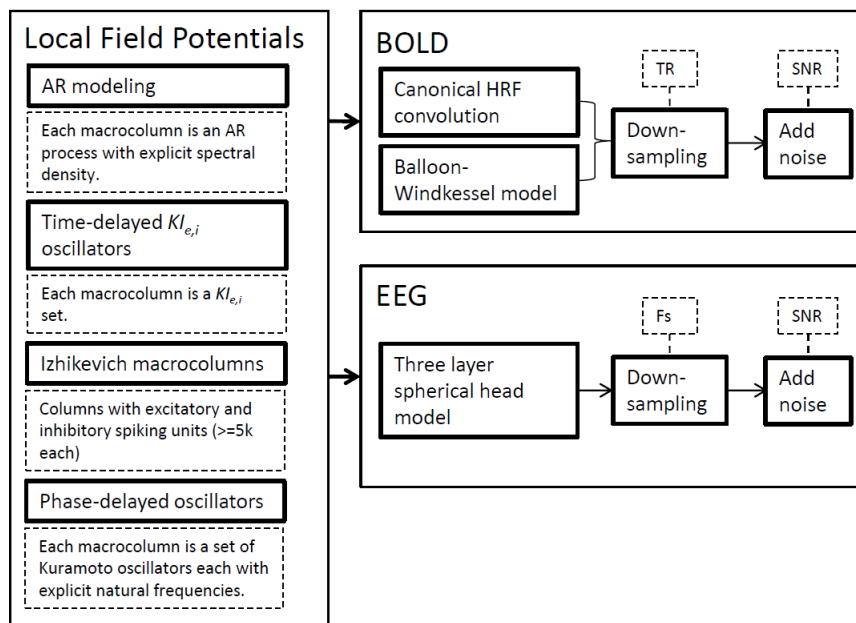 Local Field Potentials
AR modeling
Each macrocolumn is an AR
process with explicit spectral
density.
Time-delayed KIe,i
oscillators
Each macrocolumn is a KIe,i
set.
Izhikevich macrocolumns
Columns with excitatory and
inhibitory spiking units (>=5k
each)
Phase-delayed oscillators
Each macrocolumn is a set of
Kuramoto oscillators each with
explicit natural frequencies.
BOLD
Canonical HRF
convolution
Balloon-
Windkessel model
TR
Down-
sampling
SNR
Add
noise
EEG
Three layer
spherical head
model
Fs
Down-
sampling
SNR
Add
noise